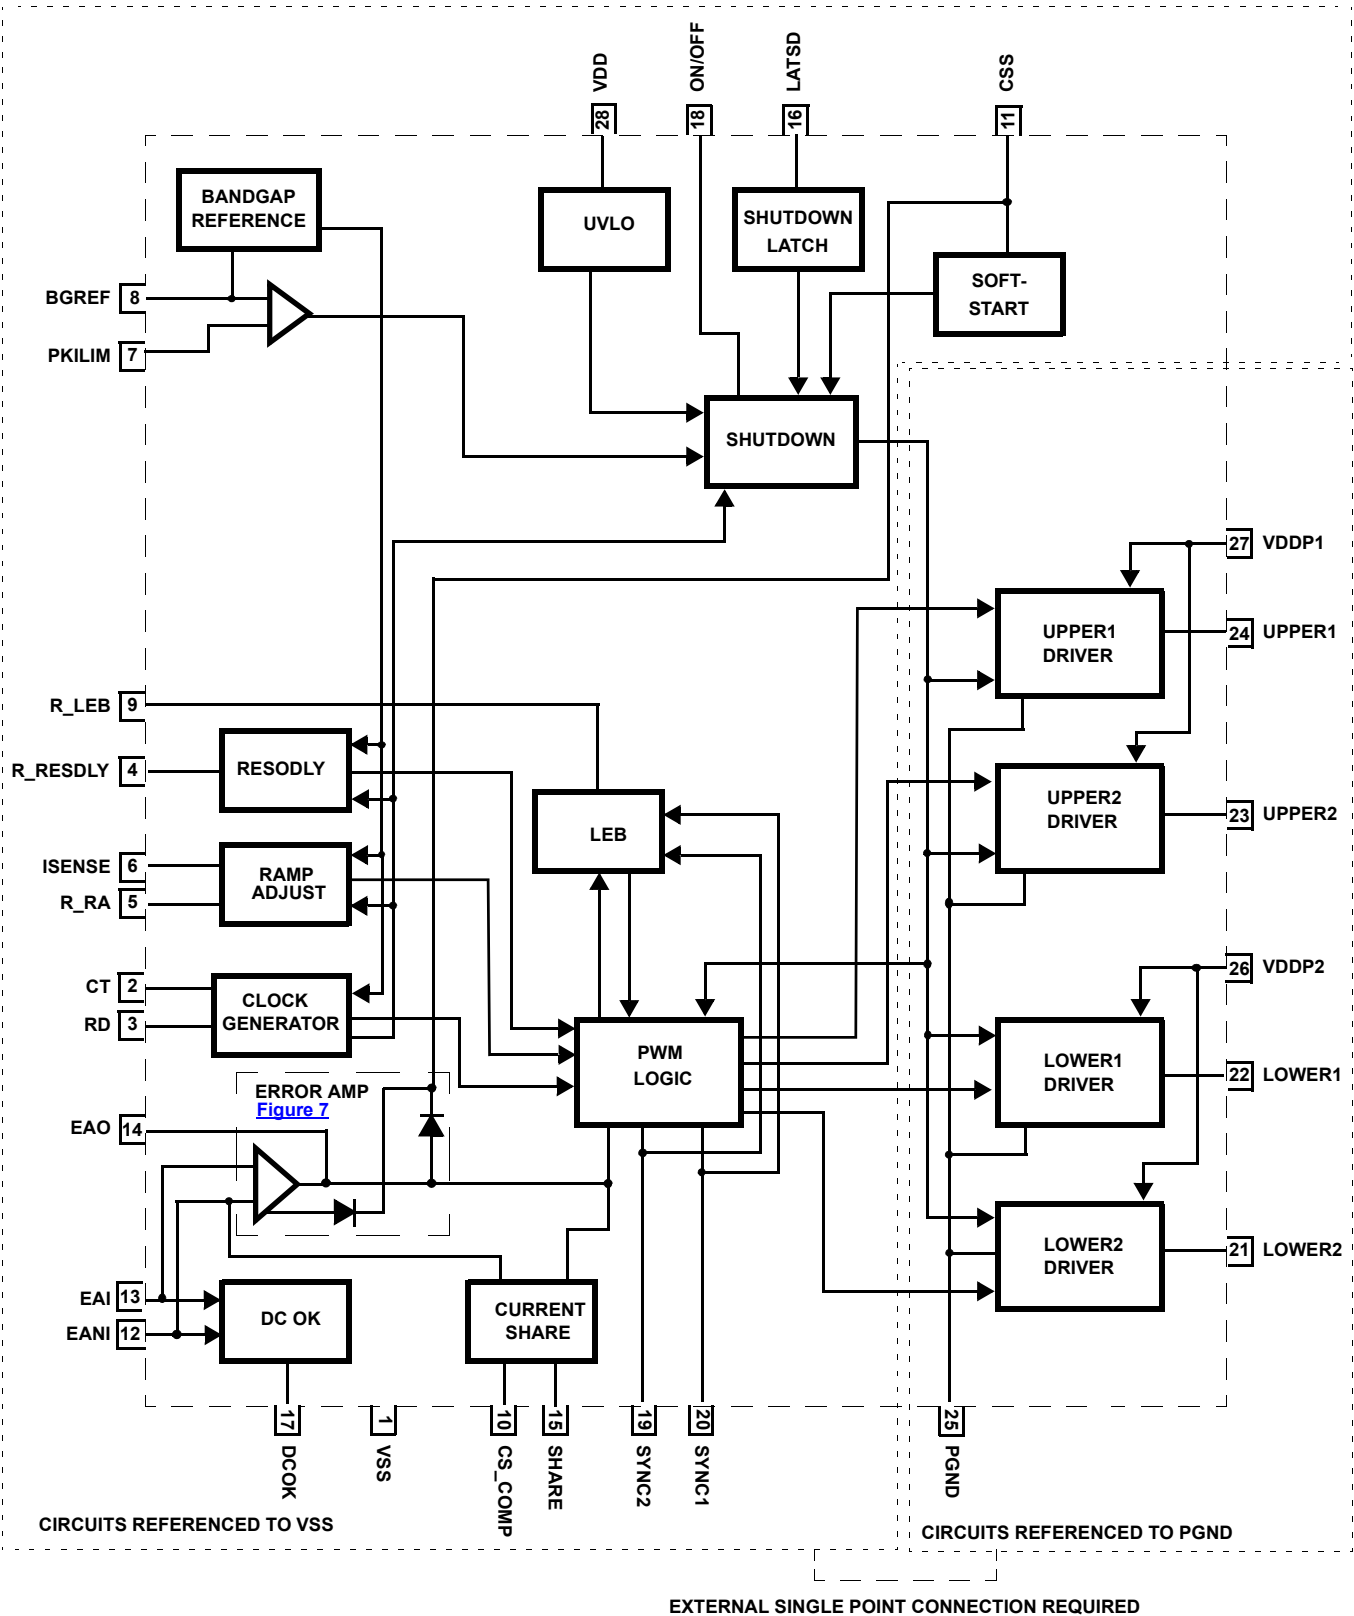 VDD
ON/OFF
LATSD
CSS
28
18
16
11
BANDGAP
REFERENCE
UVLO
SHUTDOWN
LATCH
SOFT-
START
BGREF 8
PKILIM 7
SHUTDOWN
27 VDDP1
UPPER1
DRIVER
24 UPPER1
R_LEB 9
R_RESDLY 4
RESODLY
LEB
UPPER2
DRIVER
23 UPPER2
ISENSE 6
R_RA 5
RAMP
ADJUST
26 VDDP2
CT 2
RD 3
CLOCK
GENERATOR
PWM
LOGIC
LOWER1
DRIVER
22 LOWER1
ERROR AMP
Figure 7
EAO 14
LOWER2
DRIVER
21 LOWER2
EAI 13
EANI 12
DC OK
CURRENT
SHARE
17
1
10
15
19
20
25
DCOK
VSS
CS_COMP
SHARE
SYNC2
SYNC1
PGND
CIRCUITS REFERENCED TO VSS
CIRCUITS REFERENCED TO PGND
EXTERNAL SINGLE POINT CONNECTION REQUIRED